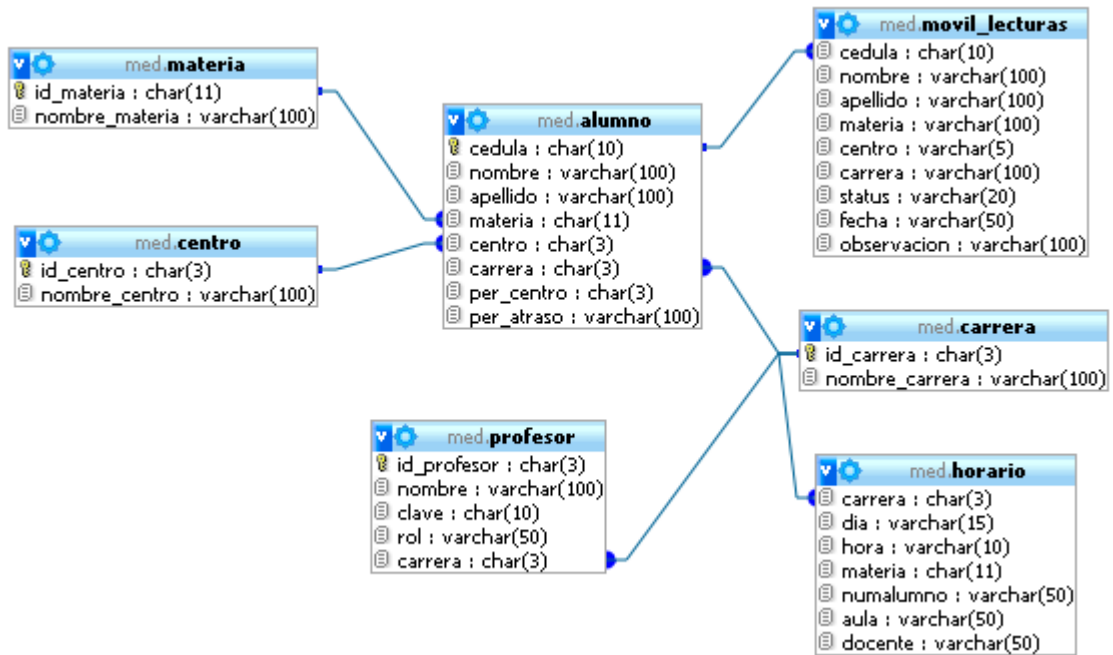 med.materia
id_materia : char(11)
nombre_materia : varchar(100)
med.centro
id_centro : char(3)
nombre_centro : varchar(100)
med.alumno
cedula : char(10)
nombre : varchar(100)
apellido : varchar(100)
materia : char(11)
centro : char(3)
carrera : char(3)
per_centro : char(3)
per_atraso : varchar(100)
med.movil_lecturas
cedula : char(10)
nombre : varchar(100)
apellido : varchar(100)
materia : varchar(100)
centro : varchar(5)
carrera : varchar(100)
status : varchar(20)
fecha : varchar(50)
observacion : varchar(100)
med.carrera
id_carrera : char(3)
nombre_carrera : varchar(100)
med.profesor
id_profesor : char(3)
nombre : varchar(100)
clave : char(10)
rol : varchar(50)
carrera : char(3)
med.horario
carrera : char(3)
dia : varchar(15)
hora : varchar(10)
materia : char(11)
numalumno : varchar(50)
aula : varchar(50)
docente : varchar(50)